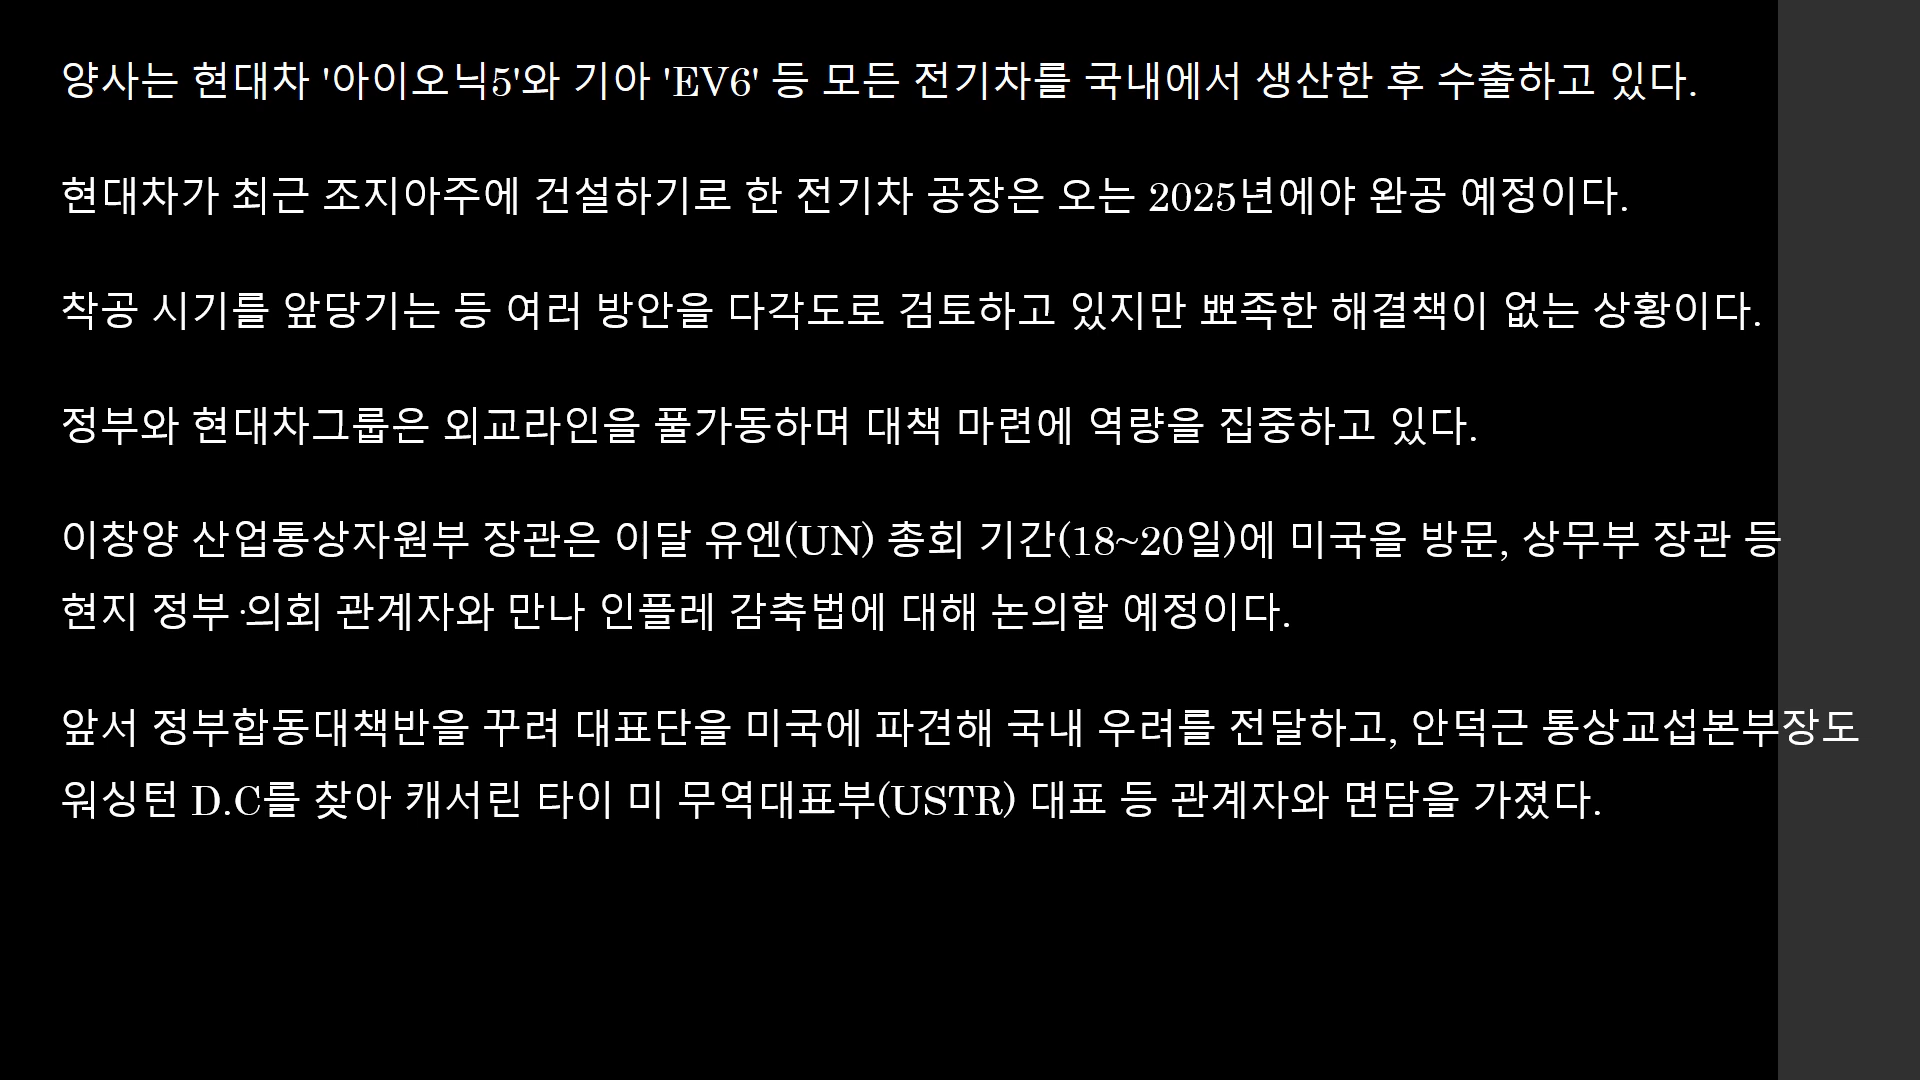 양사는 현대차 '아이오닉5'와 기아 'EV6' 등 모든 전기차를 국내에서 생산한 후 수출하고 있다.
현대차가 최근 조지아주에 건설하기로 한 전기차 공장은 오는 2025년에야 완공 예정이다.
착공 시기를 앞당기는 등 여러 방안을 다각도로 검토하고 있지만 뾰족한 해결책이 없는 상황이다.
정부와 현대차그룹은 외교라인을 풀가동하며 대책 마련에 역량을 집중하고 있다.
이창양 산업통상자원부 장관은 이달 유엔(UN) 총회 기간(18~20일)에 미국을 방문, 상무부 장관 등
현지 정부·의회 관계자와 만나 인플레 감축법에 대해 논의할 예정이다.
앞서 정부합동대책반을 꾸려 대표단을 미국에 파견해 국내 우려를 전달하고, 안덕근 통상교섭본부장도
워싱턴 D.C를 찾아 캐서린 타이 미 무역대표부(USTR) 대표 등 관계자와 면담을 가졌다.